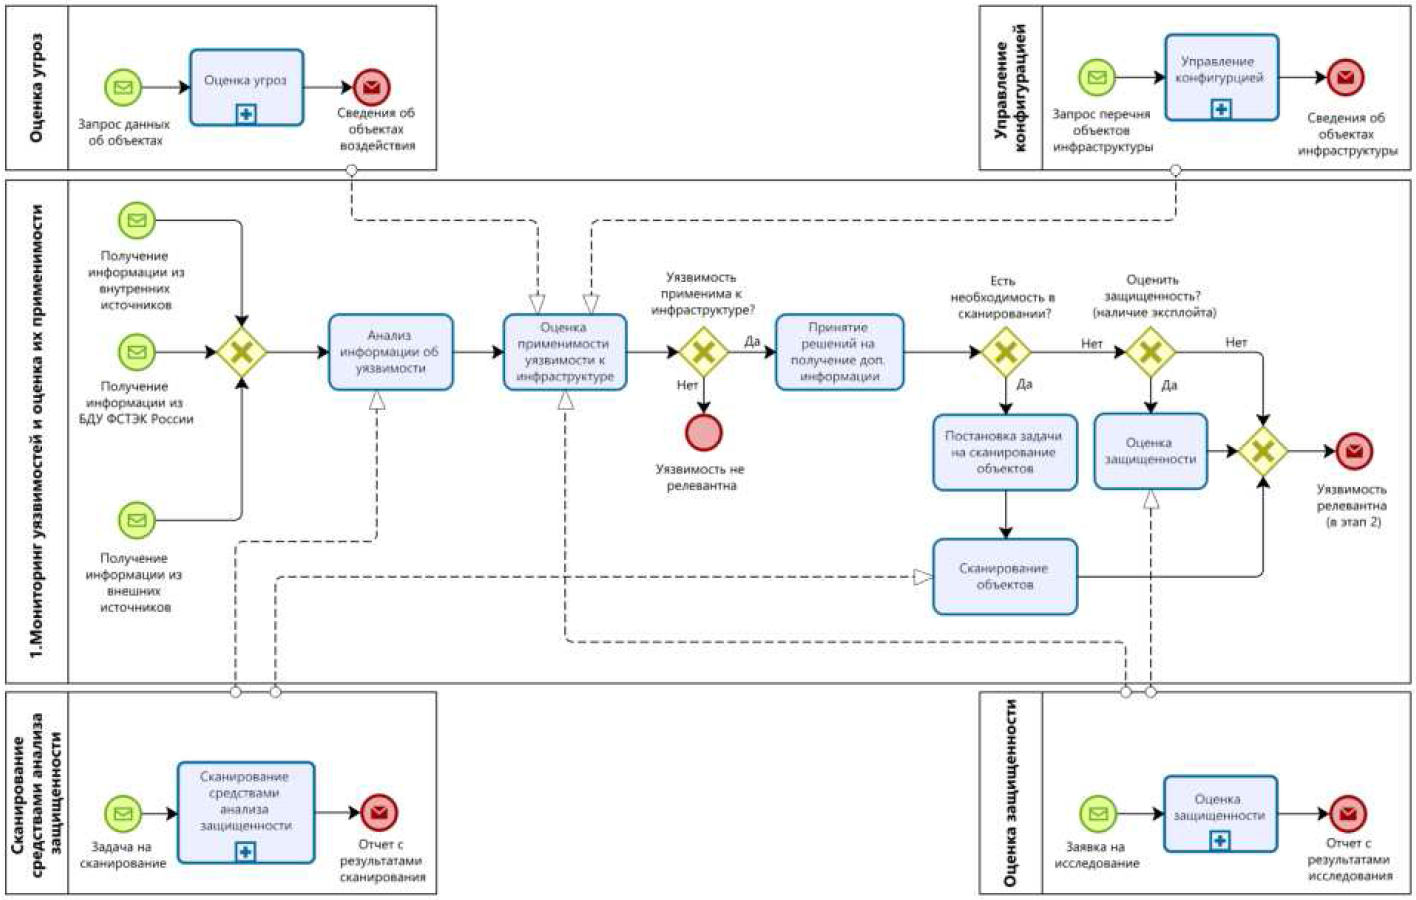 Оценка угроз
Запрос данных
об объектах
Оценка угроз
Сведения об
объектах
воздействия
Управление
конфигурацией
Запрос перечня
объектов
инфраструктуры
Управление
конфигурцией
Сведения об
объектах
инфраструктуры
1.Мониторинг уязвимостей и оценка их применимости
Получение
информации из
внутренних
источников
Получение
информации из
БДУ ФСТЭК России
Получение
информации из
внешних
источников
Анализ
информации об
уязвимости
Оценка
применимости
уязвимости к
инфраструктуре
Уязвимость
применима к
инфраструктуре?
Да
Нет
Уязвимость не
релевантна
Принятие
решений на
получение доп.
информации
Есть
необходимость в
сканировании?
Нет
Да
Постановка задачи
на сканирование
объектов
Сканирование
объектов
Оценить
защищенность?
(наличие эксплойта)
Нет
Да
Оценка
защищенности
Уязвимость
релевантна
(в этап 2)
Сканирование
средствами анализа
защищенности
Задача на
сканирование
Сканирование
средствами
анализа
защищенности
Отчет с
результатами
сканирования
Оценка защищенности
Заявка на
исследование
Оценка
защищенности
Отчет с
результатами
исследования